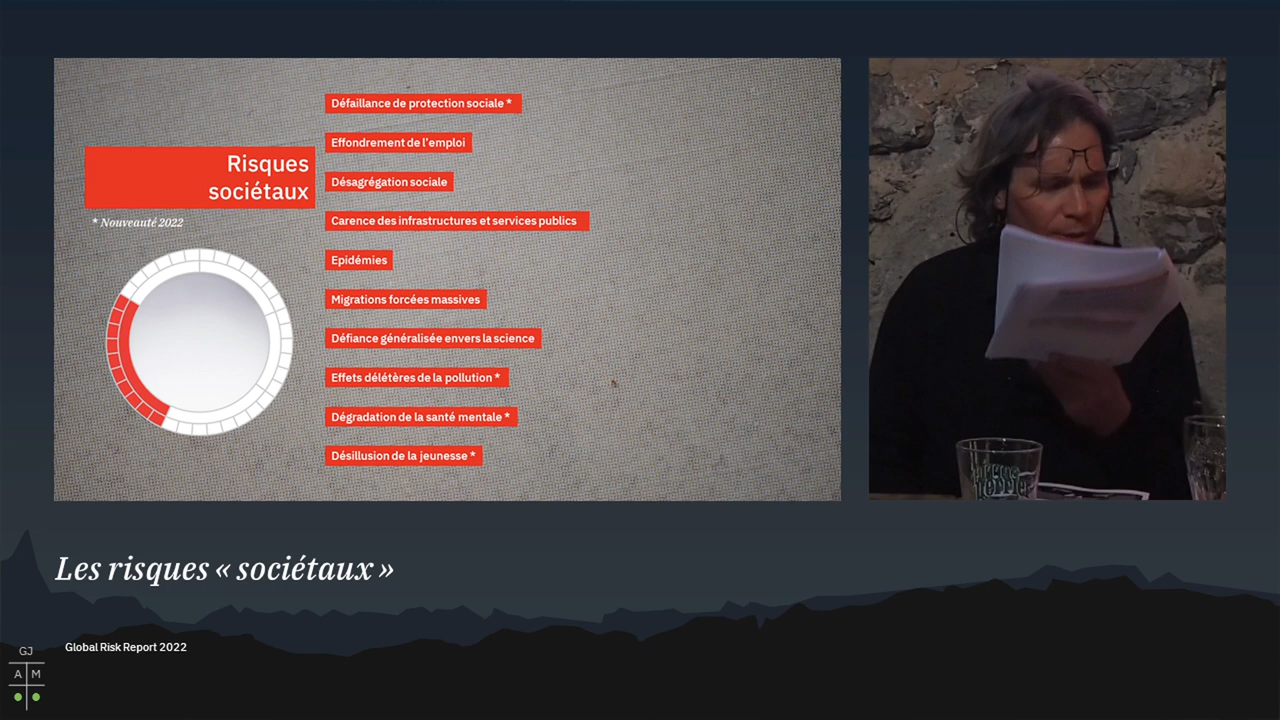 Risques
sociétaux
* Nouveauté 2022
Défaillance de protection sociale *
Effondrement de l'emploi
Désagrégation sociale
Carence des infrastructures et services publics
Epidémies
Migrations forcées massives
Défiance généralisée envers la science
Effets délétères de la pollution *
Dégradation de la santé mentale *
Désillusion de la jeunesse *
Les risques « sociétaux »
Global Risk Report 2022
GJ
A M